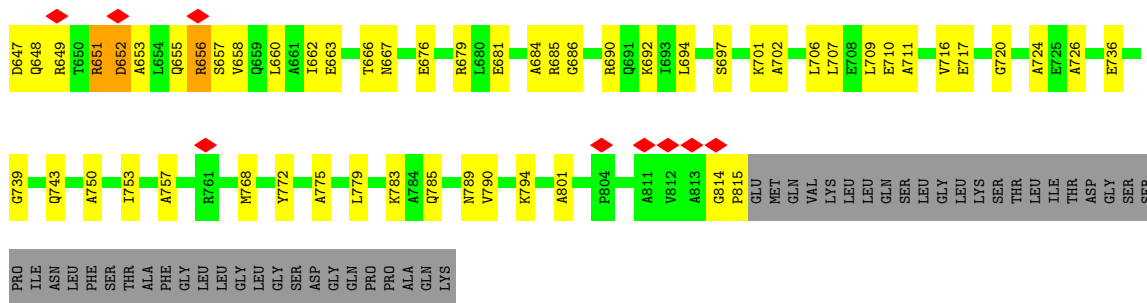 D647 Q648 R649 T650 R651 D652 A653 L654 Q655 R656 S657 V658 Q659 L660 A661 I662 E663 T666 N667 E676 R679 L680 E681 A684 R685 G686 R690 Q691 K692 I693 L694 S697 K701 A702 L706 L707 E708 L709 E710 A711 V716 E717 G720 A724 E725 A726 E736
G739 Q743 A750 I753 A757 R761 M768 Y772 A775 L779 K783 A784 Q785 N789 V790 K794 A801 P804 A811 V812 A813 G814 P815 GLU MET GLN VAL LYS LEU LEU GLN SER LEU GLY LEU LYS SER THR LEU ILE THR ASP GLY SER SER
PRO ILE ASN LEU PHE SER THR ALA PHE GLY LEU LEU GLY LEU GLY SER ASP GLY GLN PRO PRO ALA GLN LYS